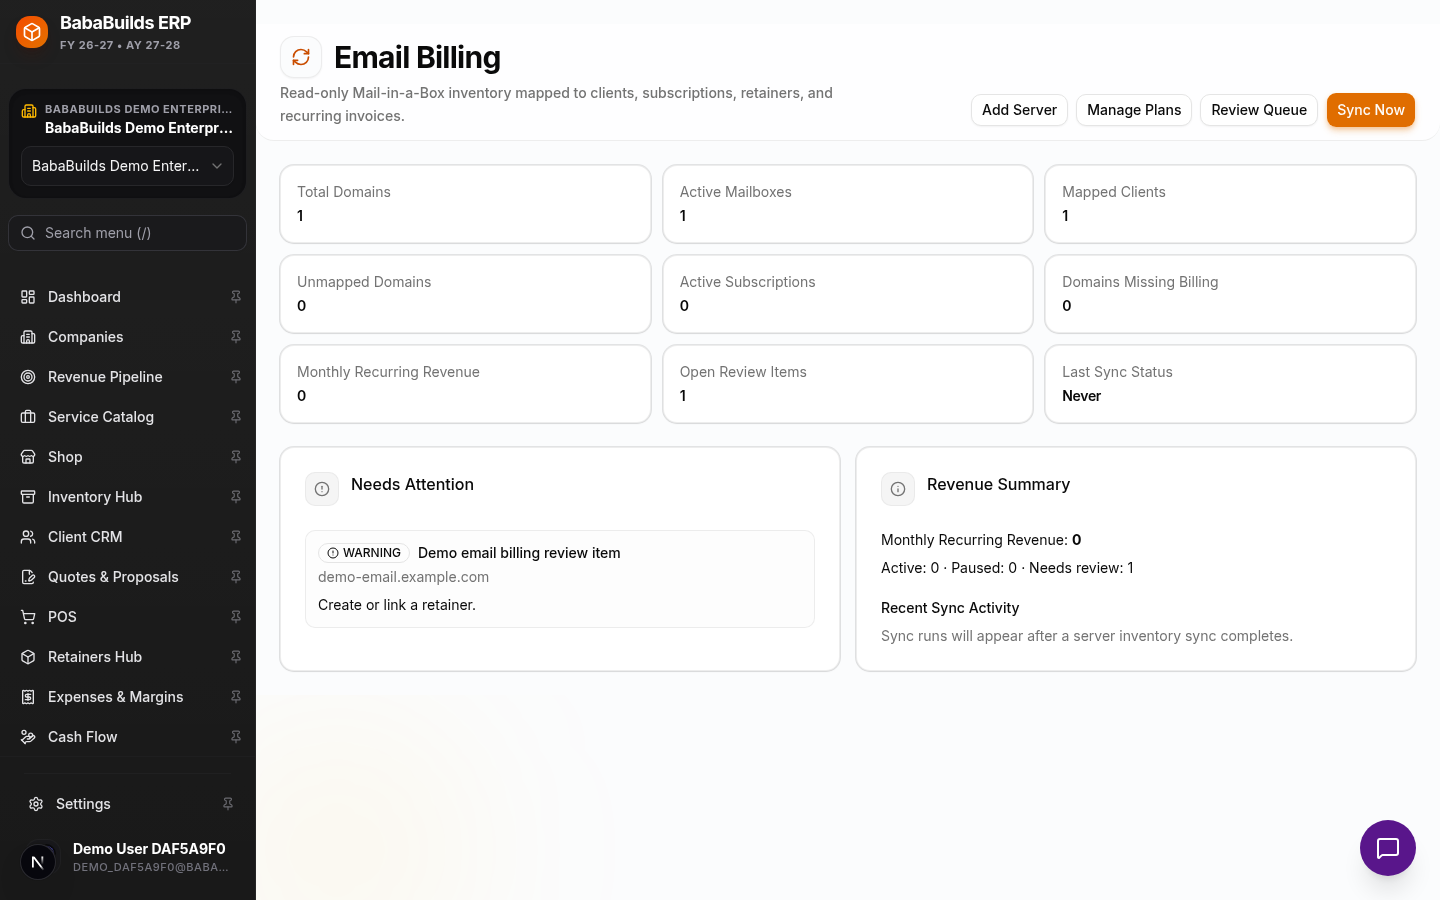 BabaBuilds ERP
FY 26-27 • AY 27-28
BABABUILDS DEMO ENTERPRI...
BabaBuilds Demo Enterpr...
BabaBuilds Demo Enter...
Search menu (/)
Dashboard
Companies
Revenue Pipeline
Service Catalog
Shop
Inventory Hub
Client CRM
Quotes & Proposals
POS
Retainers Hub
Expenses & Margins
Cash Flow
Settings
N
Demo User DAF5A9F0
DEMO_DAF5A9F0@BABA...
Email Billing
Read-only Mail-in-a-Box inventory mapped to clients, subscriptions, retainers, and
recurring invoices.
Add Server
Manage Plans
Review Queue
Sync Now
Total Domains
1
Active Mailboxes
1
Mapped Clients
1
Unmapped Domains
0
Active Subscriptions
0
Domains Missing Billing
0
Monthly Recurring Revenue
0
Open Review Items
1
Last Sync Status
Never
Needs Attention
WARNING Demo email billing review item
demo-email.example.com
Create or link a retainer.
Revenue Summary
Monthly Recurring Revenue: 0
Active: 0 · Paused: 0 · Needs review: 1
Recent Sync Activity
Sync runs will appear after a server inventory sync completes.